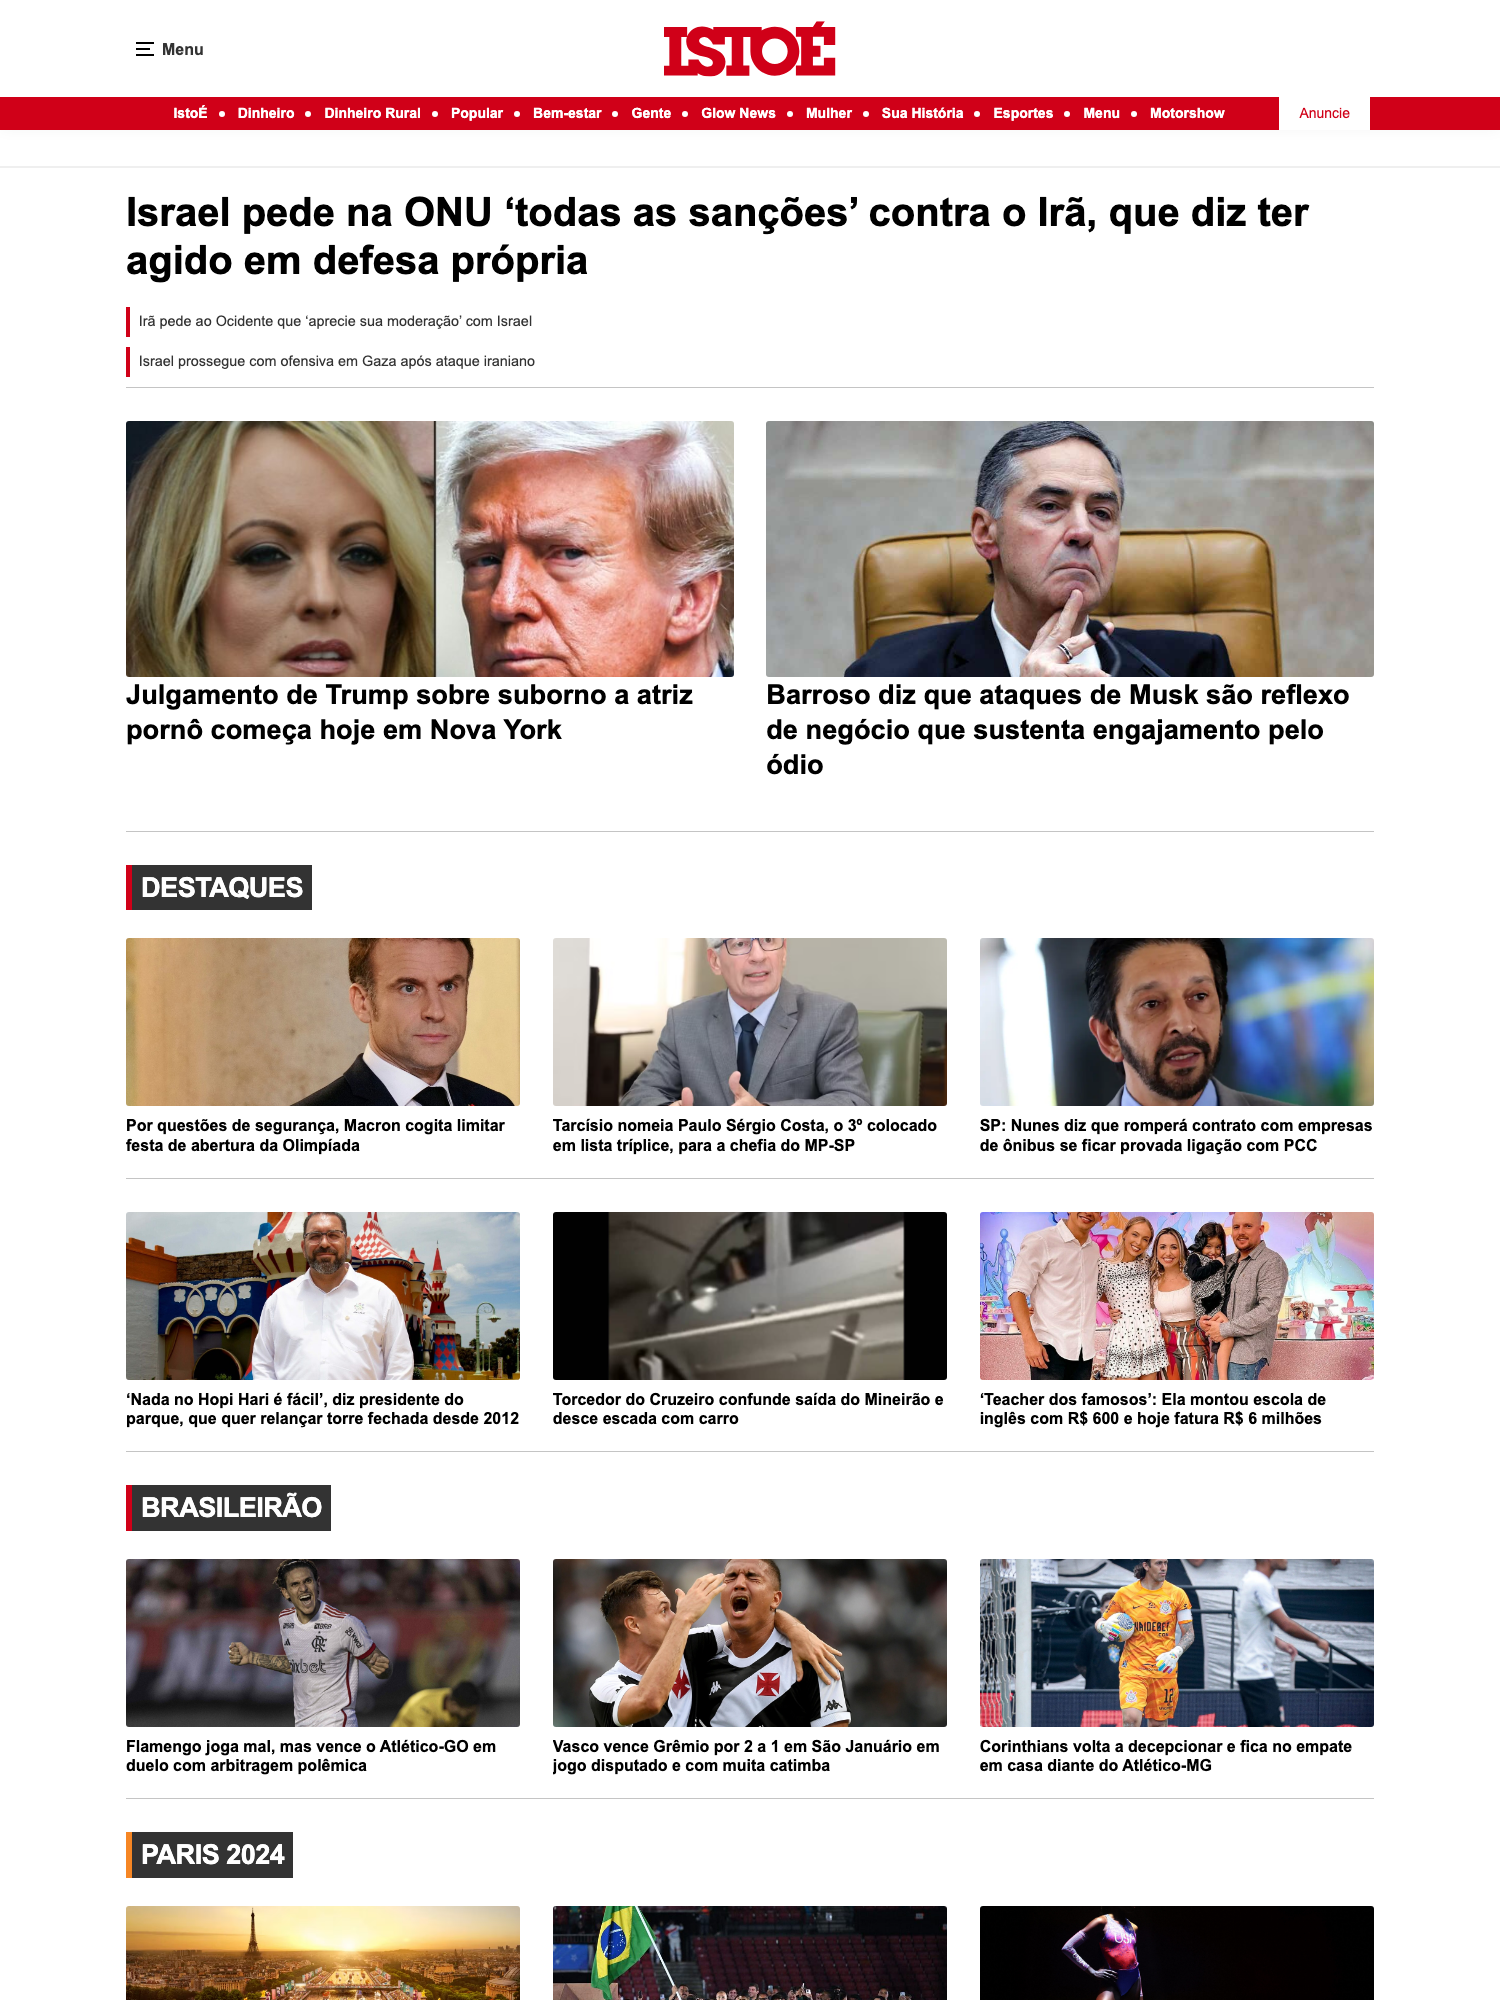 Menu
ISTOÉ
IstoÉ • Dinheiro • Dinheiro Rural • Popular • Bem-estar • Gente • Glow News • Mulher • Sua História • Esportes • Menu • Motorshow
Anuncie
Israel pede na ONU ‘todas as sanções’ contra o Irã, que diz ter
agido em defesa própria
Irã pede ao Ocidente que ‘aprecie sua moderação’ com Israel
Israel prossegue com ofensiva em Gaza após ataque iraniano
Julgamento de Trump sobre suborno a atriz
pornô começa hoje em Nova York
Barroso diz que ataques de Musk são reflexo
de negócio que sustenta engajamento pelo
ódio
DESTAQUES
Por questões de segurança, Macron cogita limitar
festa de abertura da Olimpíada
Tarcísio nomeia Paulo Sérgio Costa, o 3º colocado
em lista tríplice, para a chefia do MP-SP
SP: Nunes diz que romperá contrato com empresas
de ônibus se ficar provada ligação com PCC
‘Nada no Hopi Hari é fácil’, diz presidente do
parque, que quer relançar torre fechada desde 2012
Torcedor do Cruzeiro confunde saída do Mineirão e
desce escada com carro
‘Teacher dos famosos’: Ela montou escola de
inglês com R$ 600 e hoje fatura R$ 6 milhões
BRASILEIRÃO
12
Flamengo joga mal, mas vence o Atlético-GO em
duelo com arbitragem polêmica
Vasco vence Grêmio por 2 a 1 em São Januário em
jogo disputado e com muita catimba
Corinthians volta a decepcionar e fica no empate
em casa diante do Atlético-MG
PARIS 2024
USA